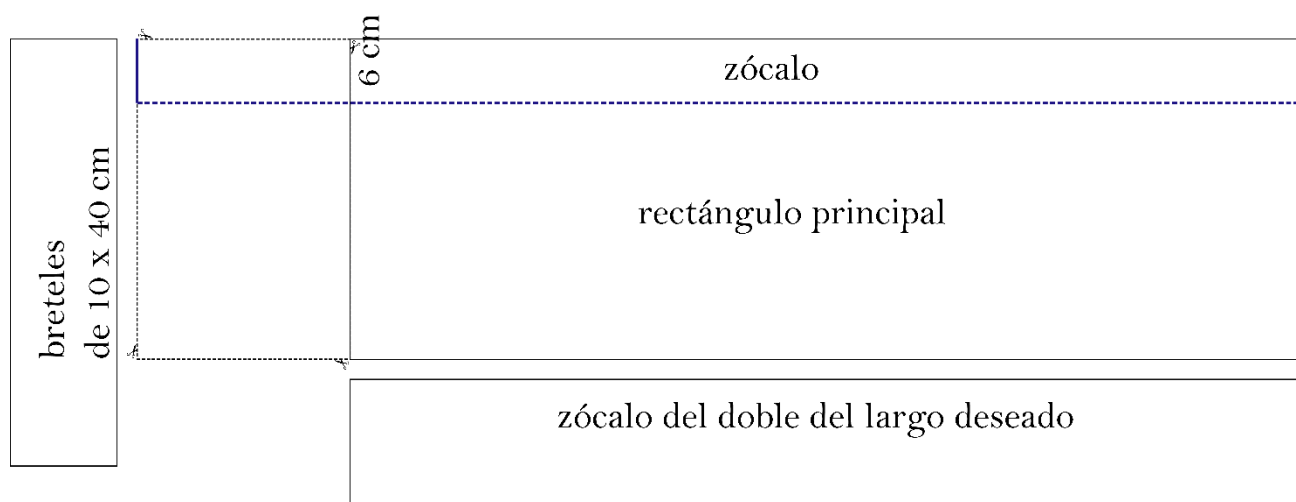 breteles
de 10 x 40 cm
6 cm
zócalo
rectángulo principal
zócalo del doble del largo deseado